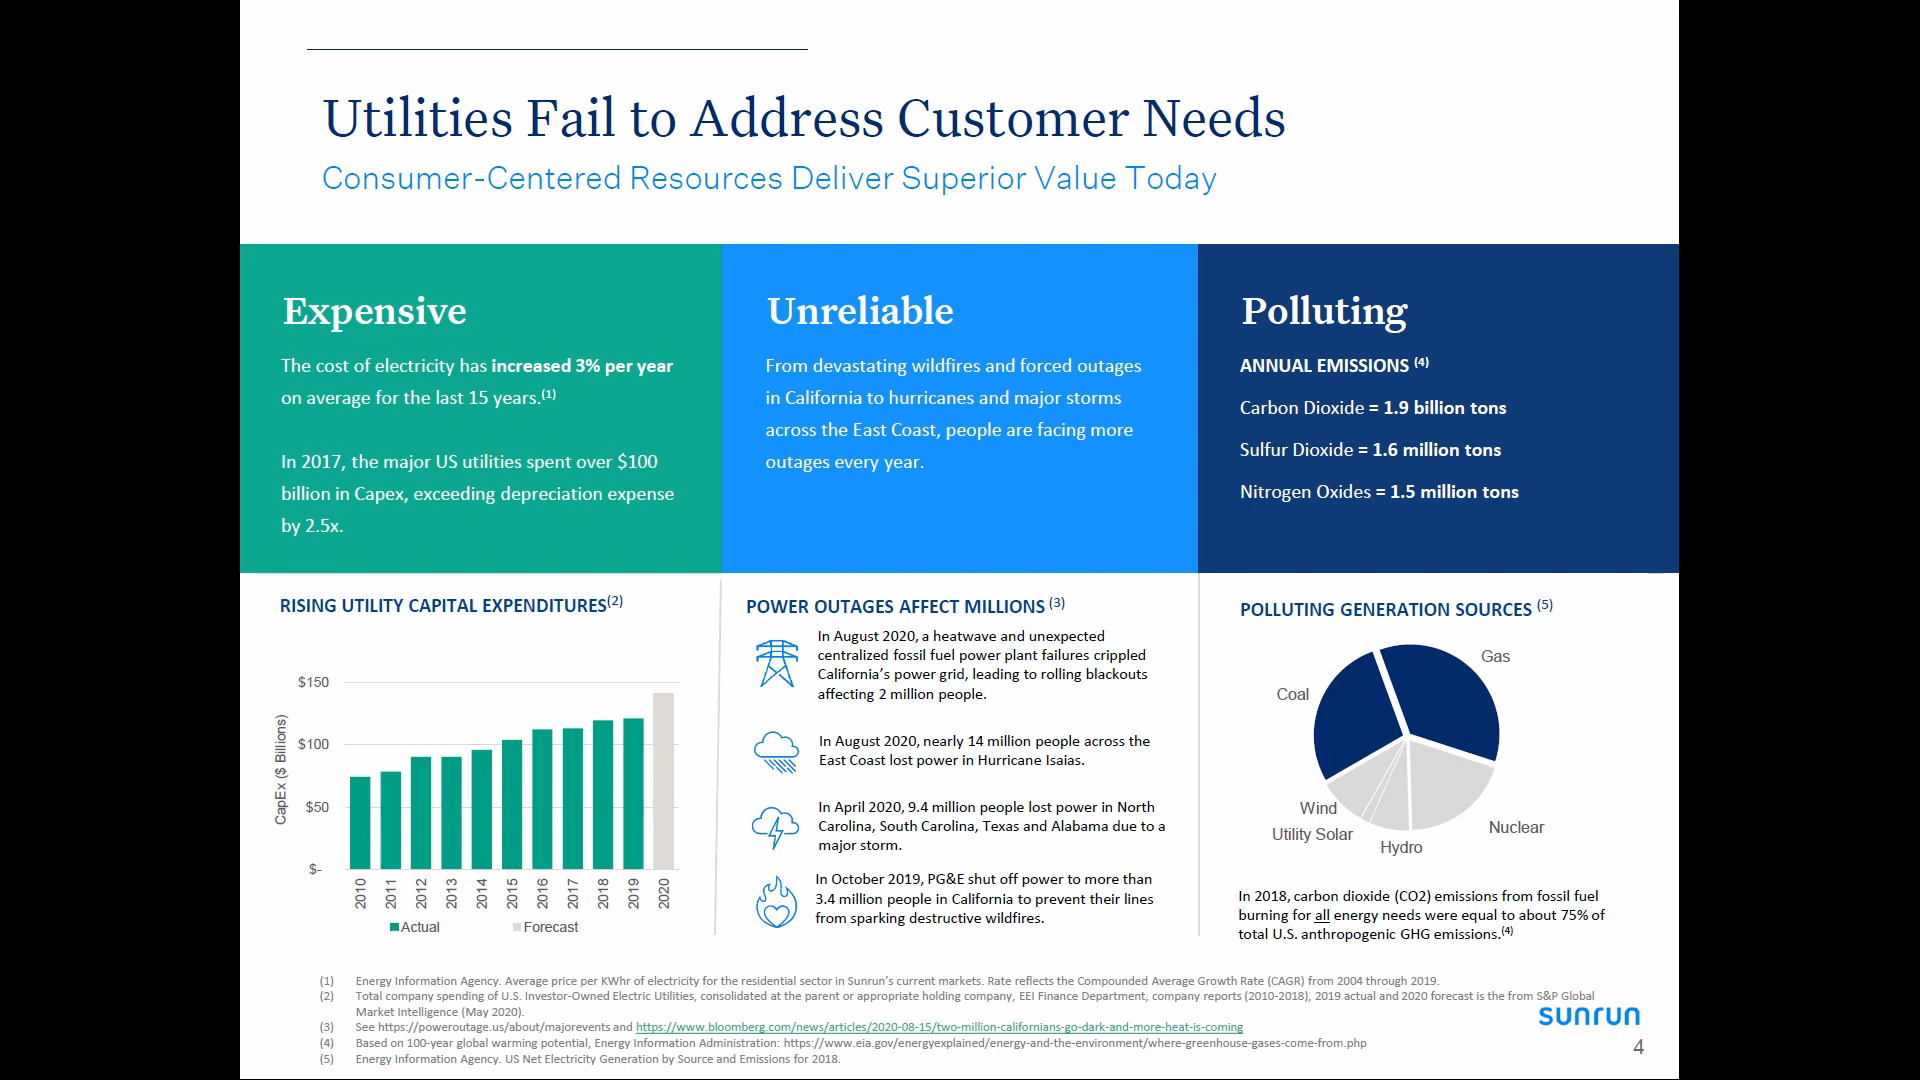 Utilities Fail to Address Customer Needs
Consumer-Centered Resources Deliver Superior Value Today
Expensive
The cost of electricity has increased 3% per year
on average for the last 15 years.(1)
In 2017, the major US utilities spent over $100
billion in Capex, exceeding depreciation expense
by 2.5x.
Unreliable
From devastating wildfires and forced outages
in California to hurricanes and major storms
across the East Coast, people are facing more
outages every year.
Polluting
ANNUAL EMISSIONS (4)
Carbon Dioxide = 1.9 billion tons
Sulfur Dioxide = 1.6 million tons
Nitrogen Oxides = 1.5 million tons
RISING UTILITY CAPITAL EXPENDITURES(2)
CapEx ($ Billions)
$150
$100
$50
$-
2010
2011
2012
2013
2014
2015
2016
2017
2018
2019
2020
Actual
Forecast
POWER OUTAGES AFFECT MILLIONS (3)
In August 2020, a heatwave and unexpected
centralized fossil fuel power plant failures crippled
California's power grid, leading to rolling blackouts
affecting 2 million people.
In August 2020, nearly 14 million people across the
East Coast lost power in Hurricane Isaias.
In April 2020, 9.4 million people lost power in North
Carolina, South Carolina, Texas and Alabama due to a
major storm.
In October 2019, PG&E shut off power to more than
3.4 million people in California to prevent their lines
from sparking destructive wildfires.
POLLUTING GENERATION SOURCES (5)
Gas
Coal
Wind
Utility Solar
Hydro
Nuclear
In 2018, carbon dioxide (CO2) emissions from fossil fuel
burning for all energy needs were equal to about 75% of
total U.S. anthropogenic GHG emissions.(4)
(1) Energy Information Agency. Average price per KWhr of electricity for the residential sector in Sunrun's current markets. Rate reflects the Compounded Average Growth Rate (CAGR) from 2004 through 2019.
(2) Total company spending of U.S. Investor-Owned Electric Utilities, consolidated at the parent or appropriate holding company, EEI Finance Department, company reports (2010-2018), 2019 actual and 2020 forecast is the from S&P Global
Market Intelligence (May 2020).
(3) See https://poweroutage.us/about/majorevents and https://www.bloomberg.com/news/articles/2020-08-15/two-million-californians-go-dark-and-more-heat-is-coming
(4) Based on 100-year global warming potential, Energy Information Administration: https://www.eia.gov/energyexplained/energy-and-the-environment/where-greenhouse-gases-come-from.php
(5) Energy Information Agency. US Net Electricity Generation by Source and Emissions for 2018.
sunrun
4